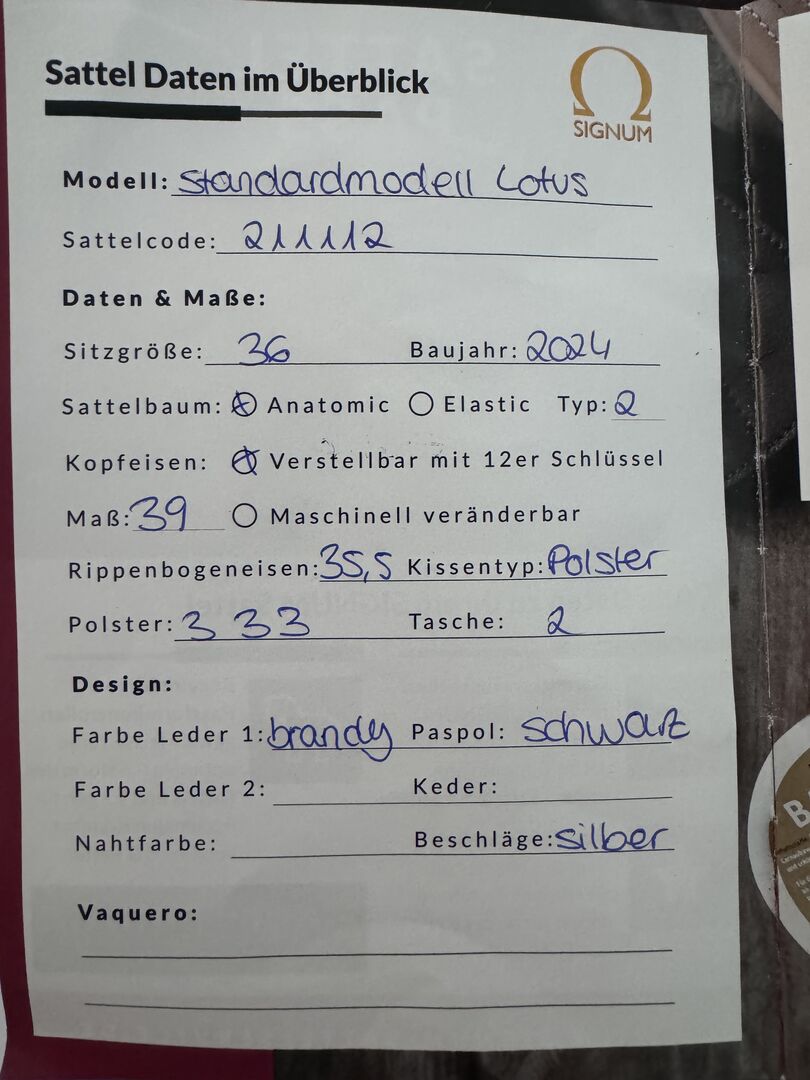 Sattel Daten im Überblick
SIGNUM
Modell: Standardmodell Lotus
Sattelcode: 211112
Daten & Maße:
Sitzgröße: 36 Baujahr: 2024
Sattelbaum: Anatomic Elastic Typ: 2
Kopfeisen: Verstellbar mit 12er Schlüssel
Maß: 39 Maschinell veränderbar
Rippenbogeneisen: 35,5 Kissentyp: Polster
Polster: 3 3 3 Tasche: 2
Design:
Farbe Leder 1: brandy Paspol: schwarz
Farbe Leder 2: Keder:
Nahtfarbe: Beschläge: silber
Vaquero: